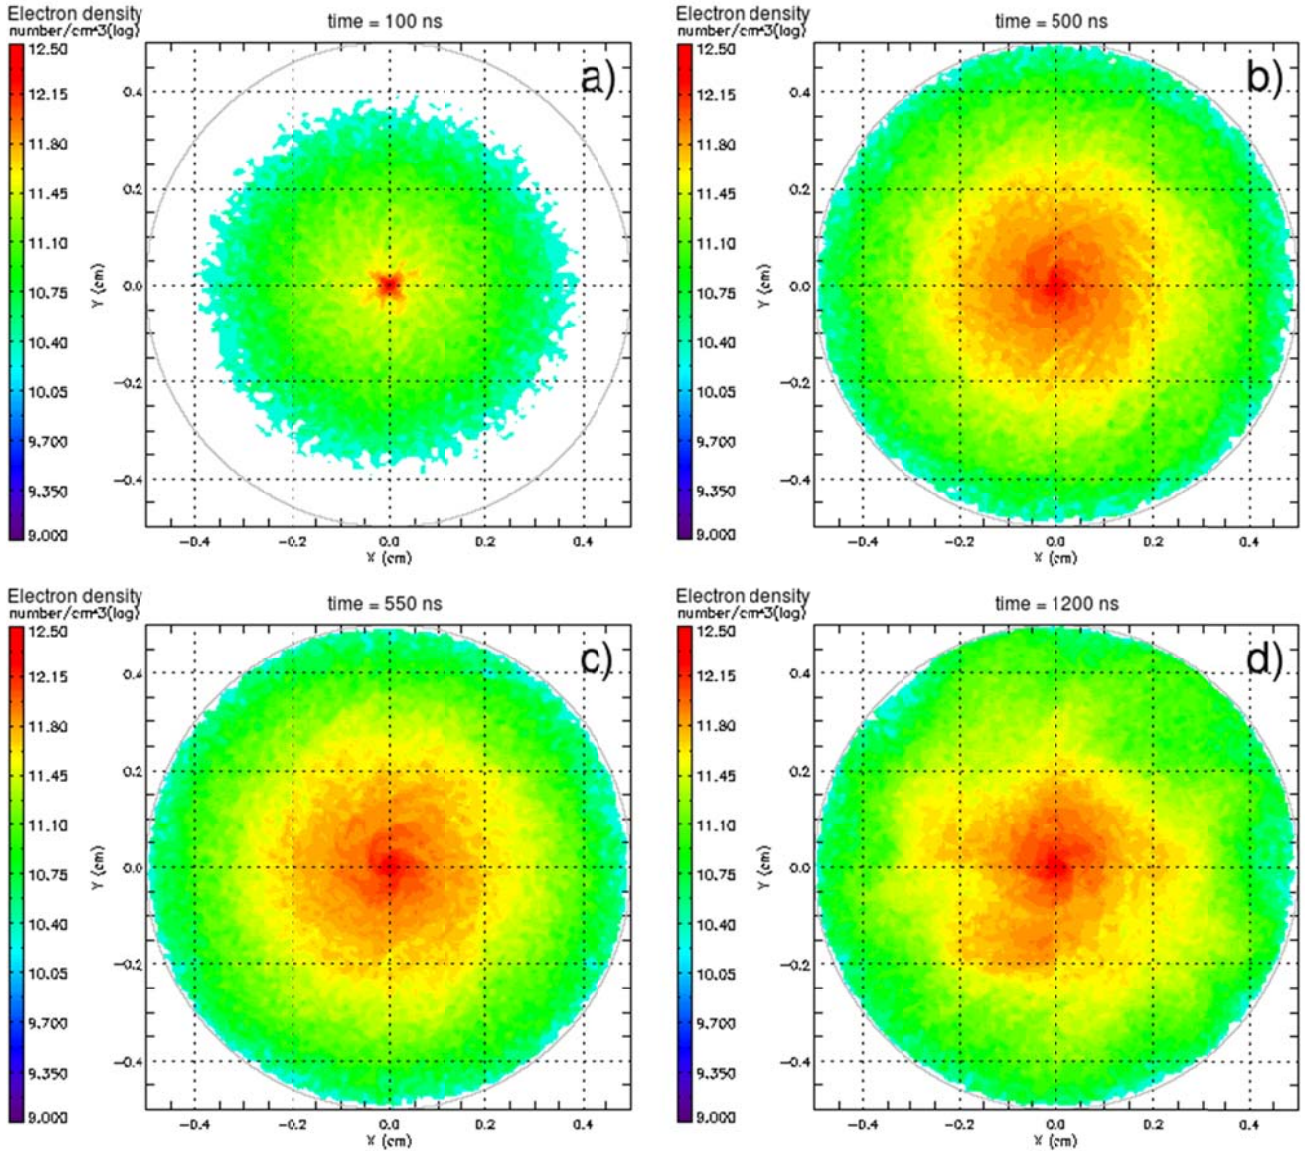 Electron density
number/cm^3(log)
time = 100 ns
a)
12.50
12.15
11.80
11.45
11.10
10.75
10.40
10.05
9.700
9.350
9.000
0.4
0.2
0.0
−0.2
−0.4
Y (cm)
−0.4 −0.2 0.0 0.2 0.4
X (cm)
Electron density
number/cm^3(log)
time = 500 ns
b)
12.50
12.15
11.80
11.45
11.10
10.75
10.40
10.05
9.700
9.350
9.000
0.4
0.2
0.0
−0.2
−0.4
Y (cm)
−0.4 −0.2 0.0 0.2 0.4
X (cm)
Electron density
number/cm^3(log)
time = 550 ns
c)
12.50
12.15
11.80
11.45
11.10
10.75
10.40
10.05
9.700
9.350
9.000
0.4
0.2
0.0
−0.2
−0.4
Y (cm)
−0.4 −0.2 0.0 0.2 0.4
X (cm)
Electron density
number/cm^3(log)
time = 1200 ns
d)
12.50
12.15
11.80
11.45
11.10
10.75
10.40
10.05
9.700
9.350
9.000
0.4
0.2
0.0
−0.2
−0.4
Y (cm)
−0.4 −0.2 0.0 0.2 0.4
X (cm)